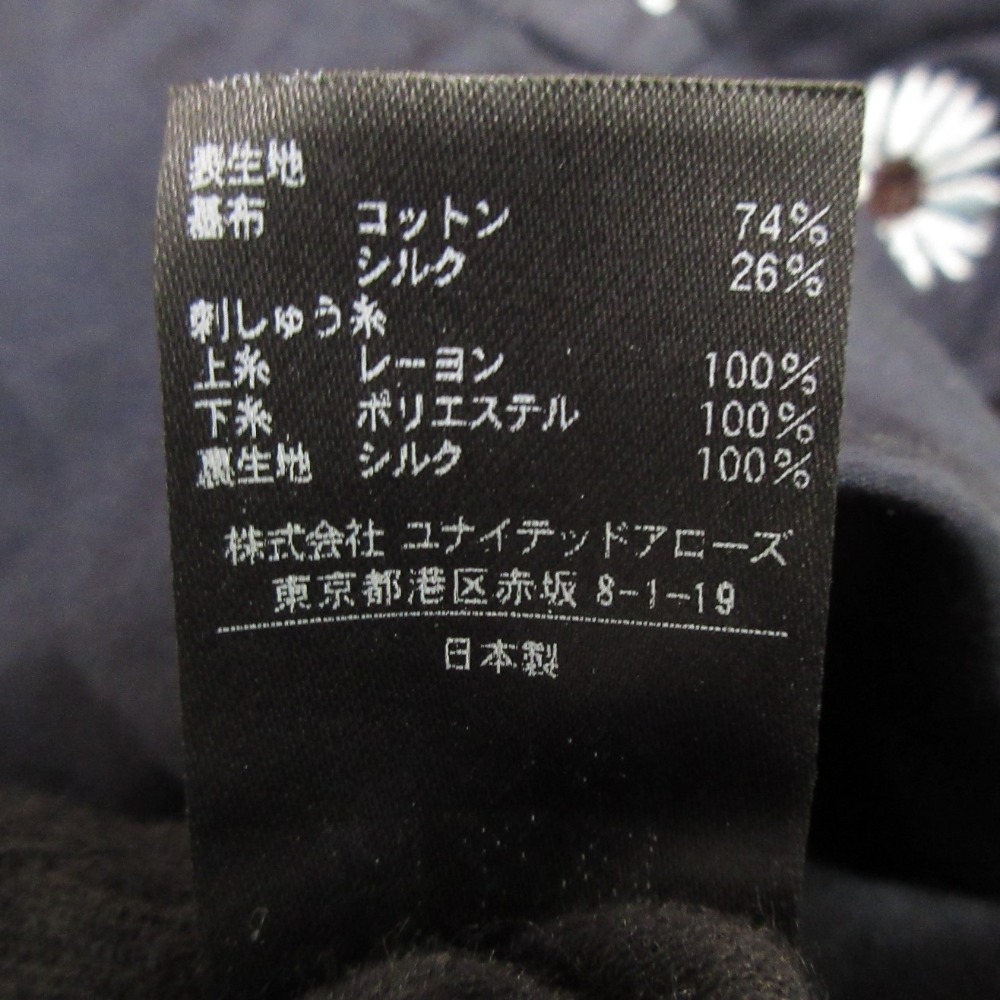 表生地
基布 コットン 74%
シルク 26%
刺しゅう糸
上糸 レーヨン 100%
下糸 ポリエステル 100%
裏生地 シルク 100%
株式会社 ユナイテッドアローズ
東京都港区赤坂 8-1-19
日本製